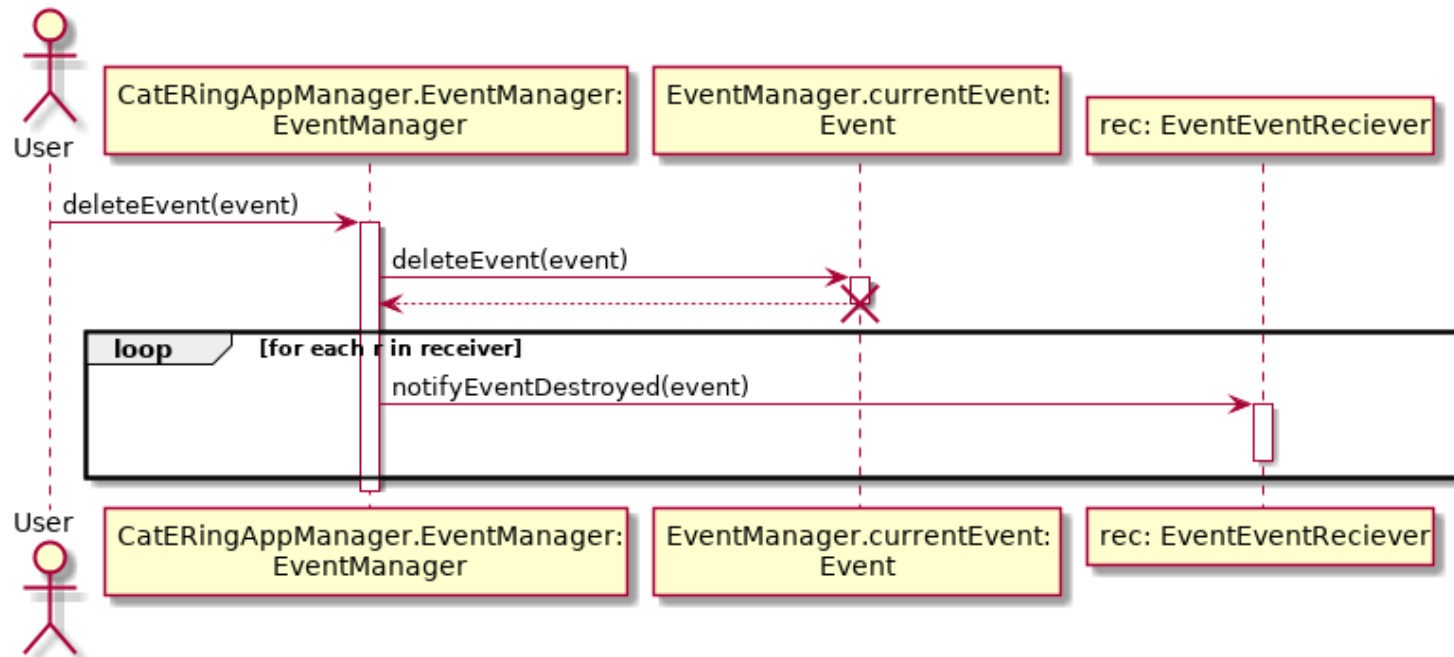 User
CatERingAppManager.EventManager:
EventManager
EventManager.currentEvent:
Event
rec: EventEventReciever
deleteEvent(event)
deleteEvent(event)
loop
[for each r in receiver]
notifyEventDestroyed(event)
User
CatERingAppManager.EventManager:
EventManager
EventManager.currentEvent:
Event
rec: EventEventReciever